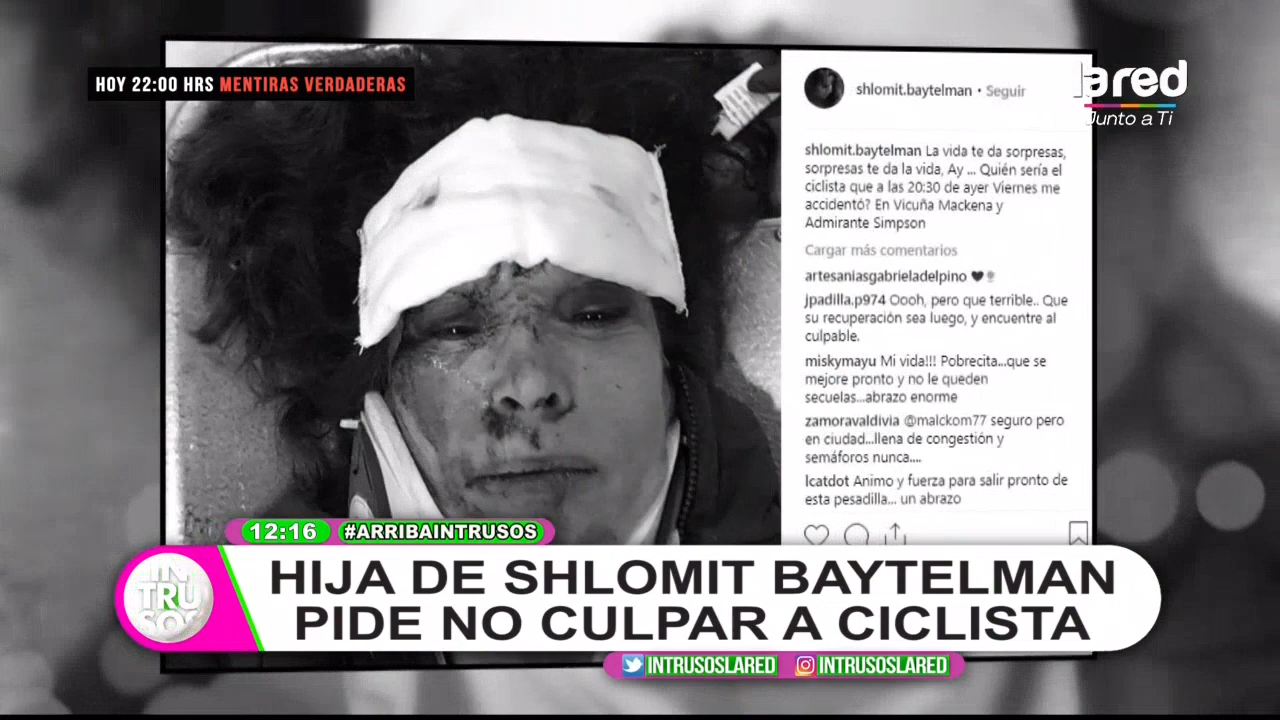 HOY 22:00 HRS MENTIRAS VERDADERAS
lared
Junto a Ti
shlomit.baytelman • Seguir
shlomit.baytelman La vida te da sorpresas,
sorpresas te da la vida, Ay ... Quién sería el
ciclista que a las 20:30 de ayer Viernes me
accidentó? En Vicuña Mackena y
Admirante Simpson
Cargar más comentarios
artesaniasgabrieladelpino
jpadilla.p974 Oooh, pero que terrible.. Que
su recuperación sea luego, y encuentre al
culpable.
miskymayu Mi vida!!! Pobrecita...que se
mejore pronto y no le queden
secuelas...abrazo enorme
zamoravaldivia @malckom77 seguro pero
en ciudad...llena de congestión y
semáforos nunca....
lcatdot Animo y fuerza para salir pronto de
esta pesadilla... un abrazo
12:16 #ARRIBAINTRUSOS
IN
TRU
SOS
HIJA DE SHLOMIT BAYTELMAN
PIDE NO CULPAR A CICLISTA
INTRUSOSLARED INTRUSOSLARED